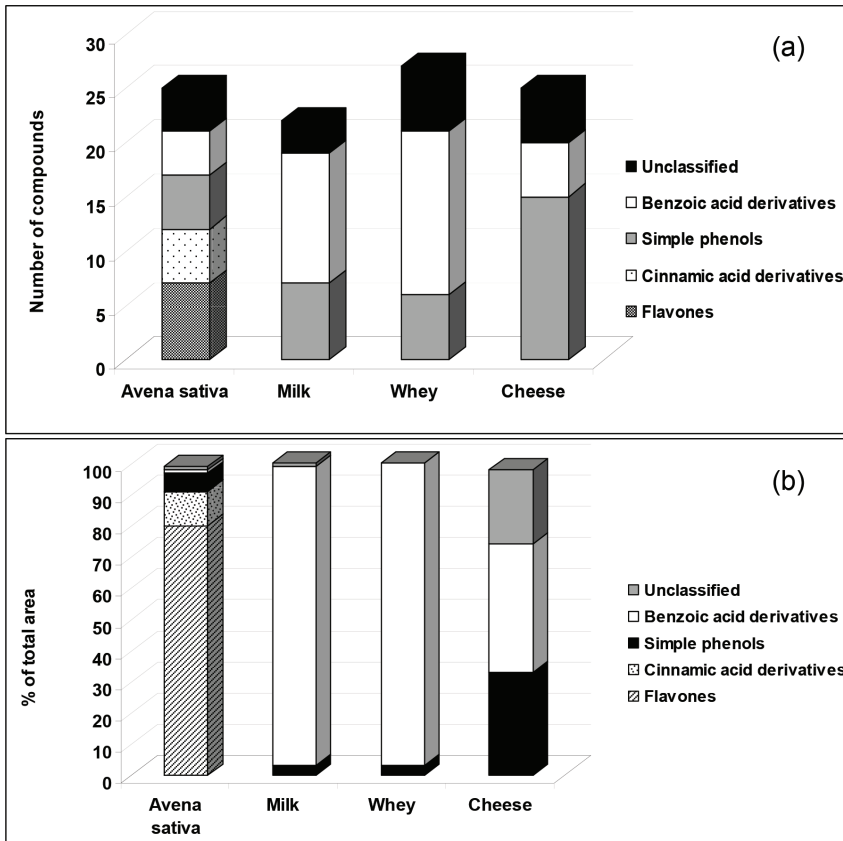 (a)
Number of compounds
30
25
20
15
10
5
0
Avena sativa
Milk
Whey
Cheese
Unclassified
Benzoic acid derivatives
Simple phenols
Cinnamic acid derivatives
Flavones
(b)
% of total area
100
90
80
70
60
50
40
30
20
10
0
Avena
sativa
Milk
Whey
Cheese
Unclassified
Benzoic acid derivatives
Simple phenols
Cinnamic acid derivatives
Flavones